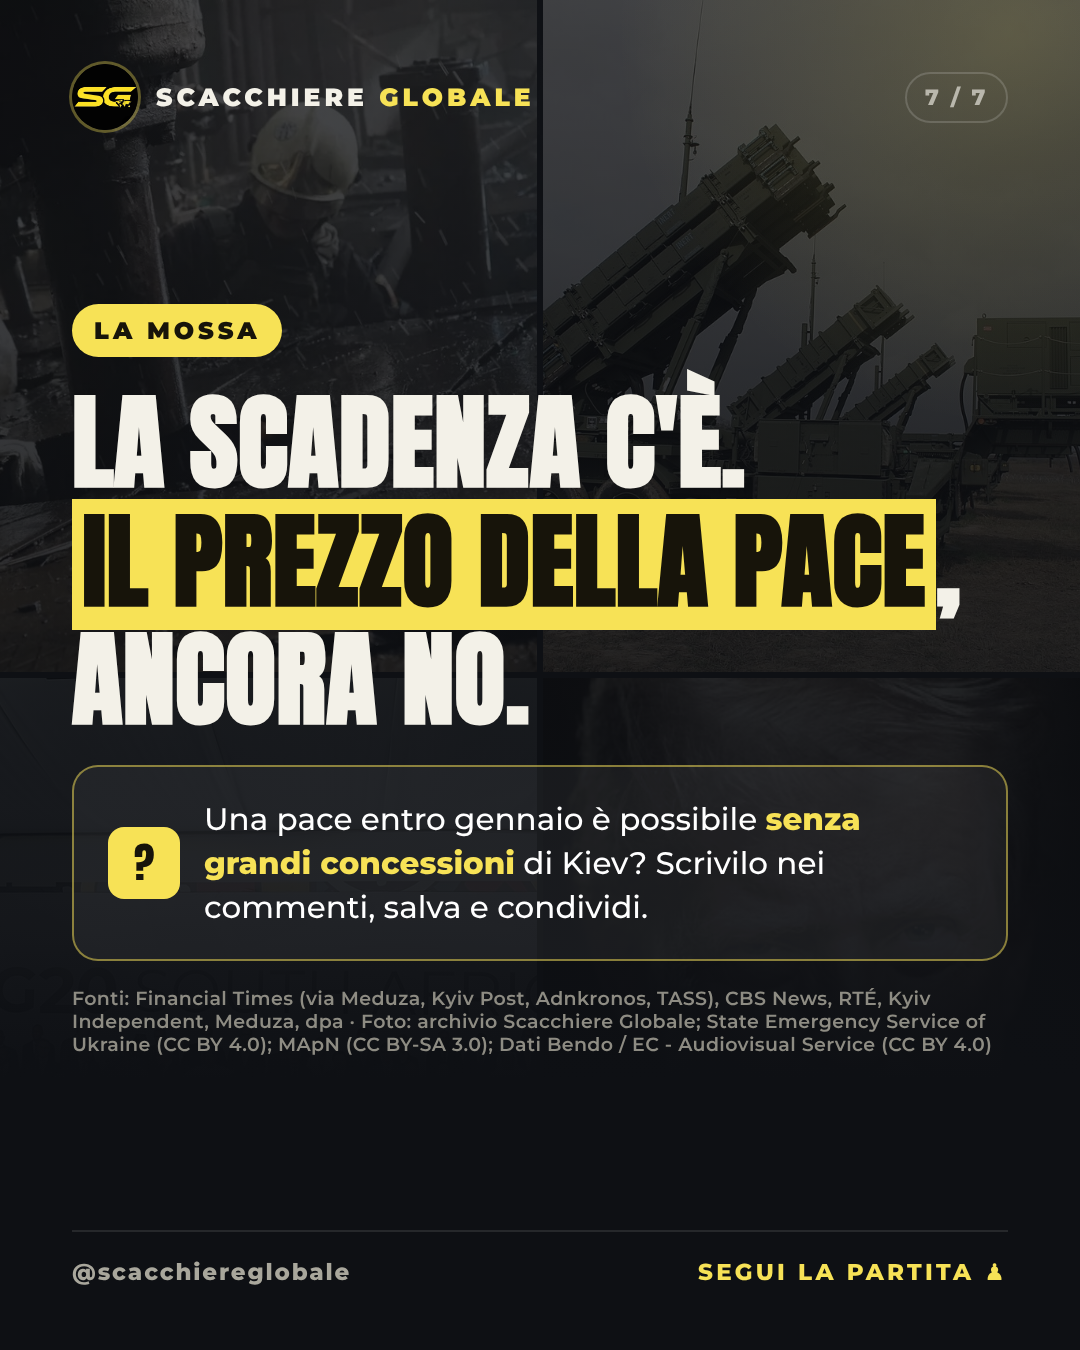 SG SCACCHIERE GLOBALE
7 / 7
LA MOSSA
LA SCADENZA C'È.
IL PREZZO DELLA PACE,
ANCORA NO.
?
Una pace entro gennaio è possibile senza
grandi concessioni di Kiev? Scrivilo nei
commenti, salva e condividi.
Fonti: Financial Times (via Meduza, Kyiv Post, Adnkronos, TASS), CBS News, RTÉ, Kyiv
Independent, Meduza, dpa · Foto: archivio Scacchiere Globale; State Emergency Service of
Ukraine (CC BY 4.0); MApN (CC BY-SA 3.0); Dati Bendo / EC - Audiovisual Service (CC BY 4.0)
@scacchiereglobale
SEGUI LA PARTITA ♟